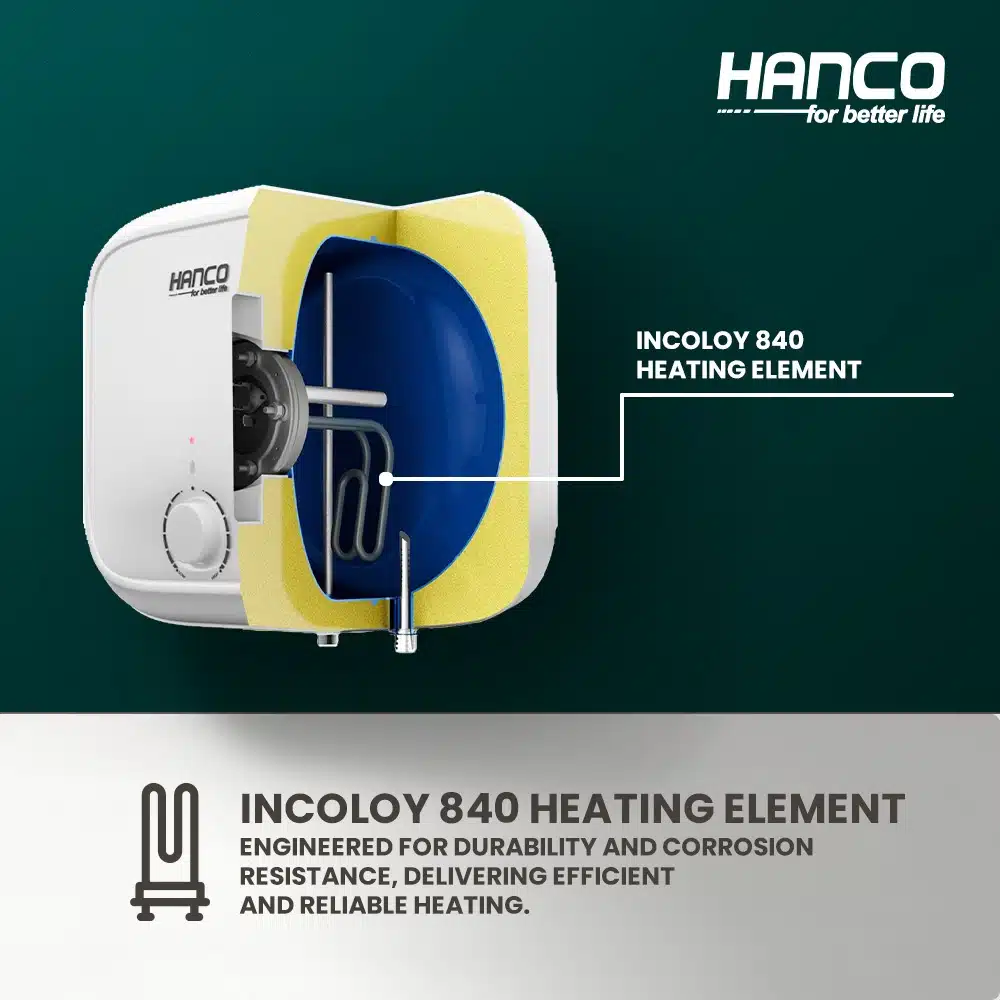 HANCO
for better life
HANCO
for better life
INCOLOY 840
HEATING ELEMENT
INCOLOY 840 HEATING ELEMENT
ENGINEERED FOR DURABILITY AND CORROSION
RESISTANCE, DELIVERING EFFICIENT
AND RELIABLE HEATING.